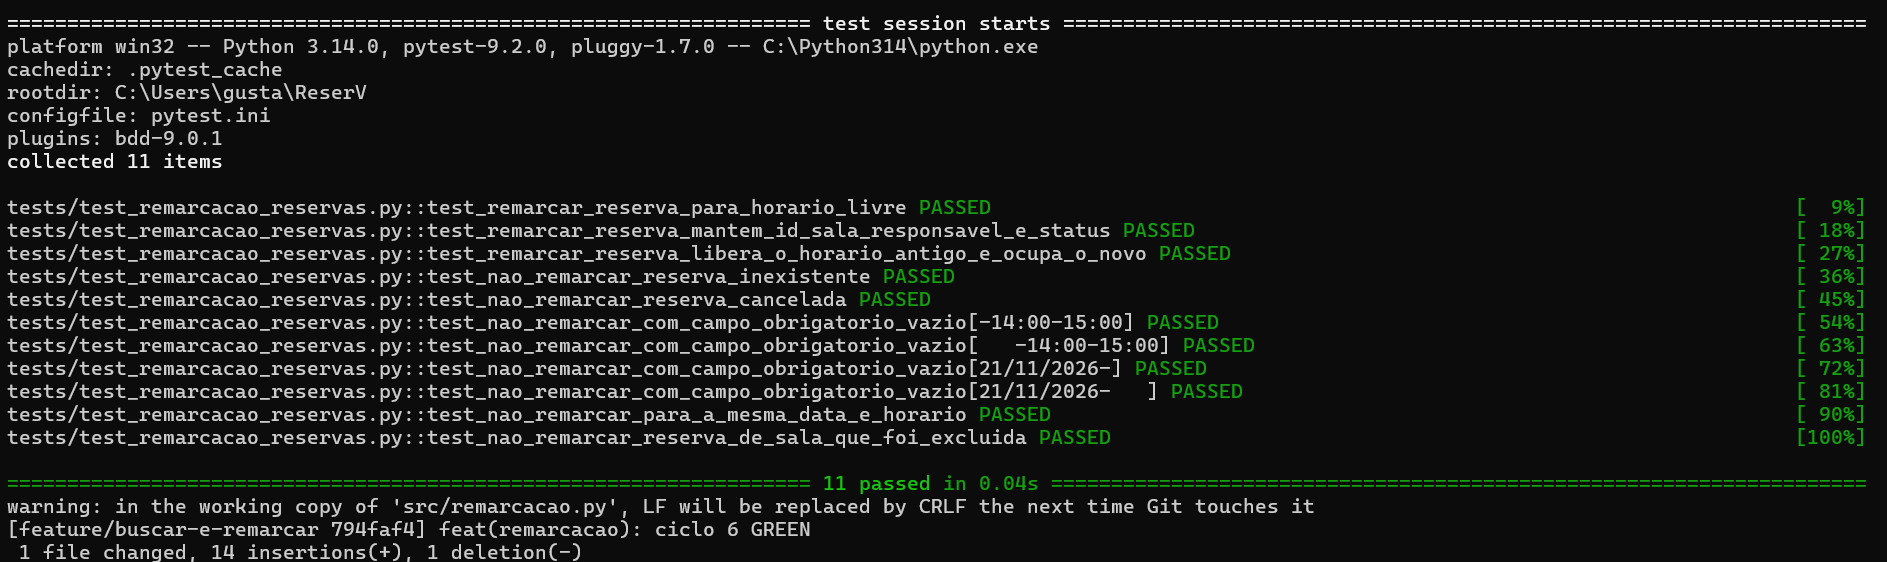 =================================================================== test session starts ===================================================================
platform win32 -- Python 3.14.0, pytest-9.2.0, pluggy-1.7.0 -- C:\Python314\python.exe
cachedir: .pytest_cache
rootdir: C:\Users\gusta\ReserV
configfile: pytest.ini
plugins: bdd-9.0.1
collected 11 items

tests/test_remarcacao_reservas.py::test_remarcar_reserva_para_horario_livre PASSED [  9%]
tests/test_remarcacao_reservas.py::test_remarcar_reserva_mantem_id_sala_responsavel_e_status PASSED [ 18%]
tests/test_remarcacao_reservas.py::test_remarcar_reserva_libera_o_horario_antigo_e_ocupa_o_novo PASSED [ 27%]
tests/test_remarcacao_reservas.py::test_nao_remarcar_reserva_inexistente PASSED [ 36%]
tests/test_remarcacao_reservas.py::test_nao_remarcar_reserva_cancelada PASSED [ 45%]
tests/test_remarcacao_reservas.py::test_nao_remarcar_com_campo_obrigatorio_vazio[-14:00-15:00] PASSED [ 54%]
tests/test_remarcacao_reservas.py::test_nao_remarcar_com_campo_obrigatorio_vazio[   -14:00-15:00] PASSED [ 63%]
tests/test_remarcacao_reservas.py::test_nao_remarcar_com_campo_obrigatorio_vazio[21/11/2026-] PASSED [ 72%]
tests/test_remarcacao_reservas.py::test_nao_remarcar_com_campo_obrigatorio_vazio[21/11/2026-   ] PASSED [ 81%]
tests/test_remarcacao_reservas.py::test_nao_remarcar_para_a_mesma_data_e_horario PASSED [ 90%]
tests/test_remarcacao_reservas.py::test_nao_remarcar_reserva_de_sala_que_foi_excluida PASSED [100%]

=================================================================== 11 passed in 0.04s ====================================================================
warning: in the working copy of 'src/remarcacao.py', LF will be replaced by CRLF the next time Git touches it
[feature/buscar-e-remarcar 794faf4] feat(remarcacao): ciclo 6 GREEN
 1 file changed, 14 insertions(+), 1 deletion(-)